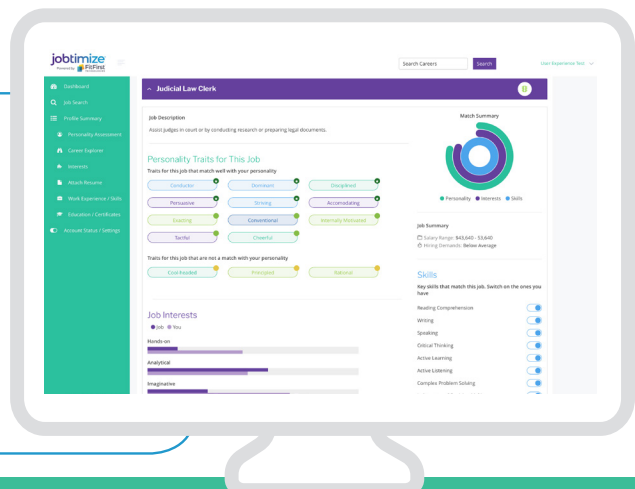 jobtimize
Powered by FitFirst
Search Careers
Search
User Experience Test
Dashboard
Job Search
Profile Summary
Personality Assessment
Career Explorer
Interests
Attach Resume
Work Experience / Skills
Education / Certificates
Account Status / Settings
Judicial Law Clerk
Job Description
Assist judges in court or by conducting research or preparing legal documents.
Personality Traits for This Job
Traits for this job that match well with your personality
Conductor Dominant Disciplined
Persuasive Striving Accomodating
Exacting Conventional Internally Motivated
Tactful Cheerful
Traits for this job that are not a match with your personality
Cool-headed Principled Rational
Job Interests
Job You
Hands-on
Analytical
Imaginative
Match Summary
Personality Interests Skills
Job Summary
Hiring Demands: Below Average
Skills
Key skills that match this job. Switch on the ones you
have
Reading Comprehension
Writing
Speaking
Critical Thinking
Active Learning
Active Listening
Complex Problem Solving